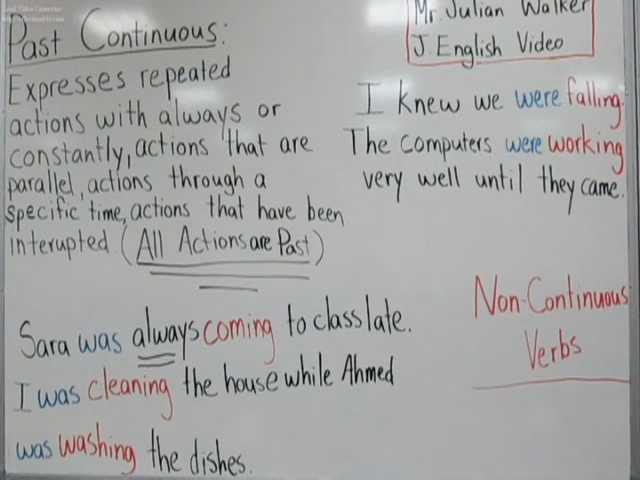 Past Continuous:
Expresses repeated
actions with always or
constantly, actions that are
parallel, actions through a
specific time, actions that have been
interupted (All Actions are Past)
Sara was always coming to class late.
I was cleaning the house while Ahmed
was washing the dishes.
Mr. Julian Walker
J. English Video
I knew we were falling.
The computers were working
very well until they came.
Non-Continuous
Verbs